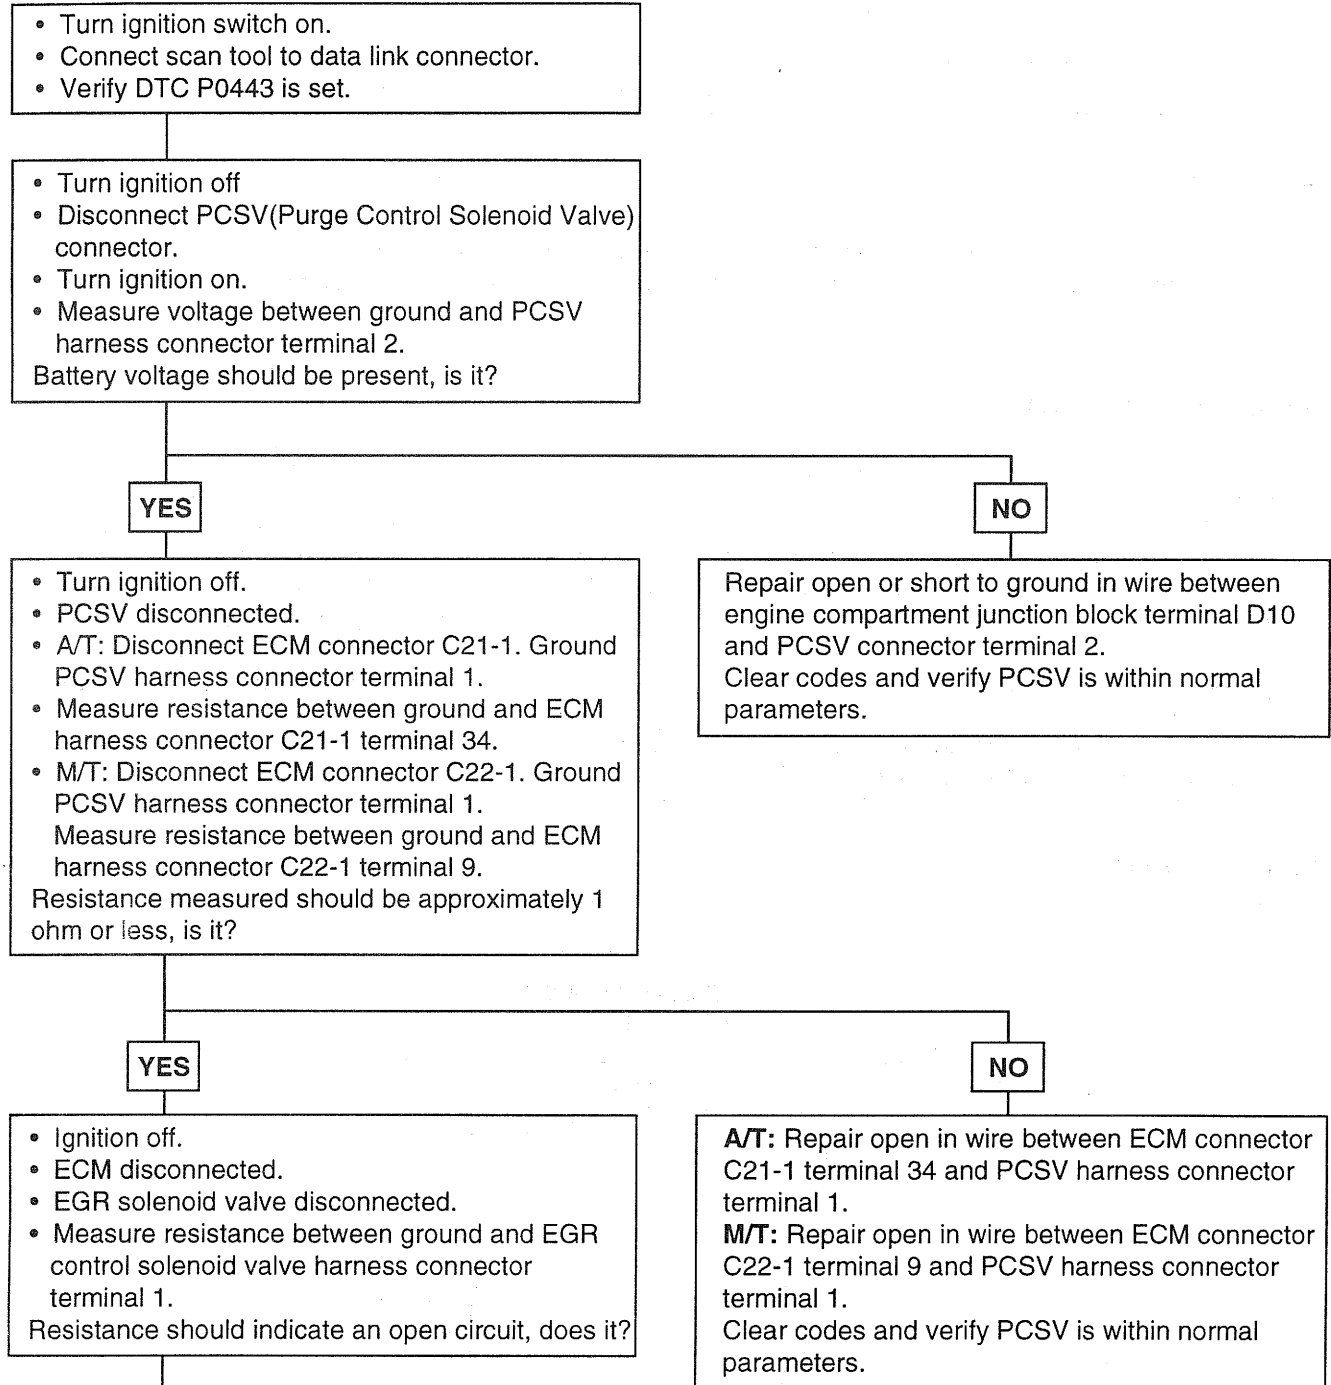 • Turn ignition switch on.
• Connect scan tool to data link connector.
• Verify DTC P0443 is set.
• Turn ignition off
• Disconnect PCSV(Purge Control Solenoid Valve)
connector.
• Turn ignition on.
• Measure voltage between ground and PCSV
harness connector terminal 2.
Battery voltage should be present, is it?
YES
NO
• Turn ignition off.
• PCSV disconnected.
• A/T: Disconnect ECM connector C21-1. Ground
PCSV harness connector terminal 1.
• Measure resistance between ground and ECM
harness connector C21-1 terminal 34.
• M/T: Disconnect ECM connector C22-1. Ground
PCSV harness connector terminal 1.
Measure resistance between ground and ECM
harness connector C22-1 terminal 9.
Resistance measured should be approximately 1
ohm or less, is it?
Repair open or short to ground in wire between
engine compartment junction block terminal D10
and PCSV connector terminal 2.
Clear codes and verify PCSV is within normal
parameters.
YES
NO
• Ignition off.
• ECM disconnected.
• EGR solenoid valve disconnected.
• Measure resistance between ground and EGR
control solenoid valve harness connector
terminal 1.
Resistance should indicate an open circuit, does it?
A/T: Repair open in wire between ECM connector
C21-1 terminal 34 and PCSV harness connector
terminal 1.
M/T: Repair open in wire between ECM connector
C22-1 terminal 9 and PCSV harness connector
terminal 1.
Clear codes and verify PCSV is within normal
parameters.